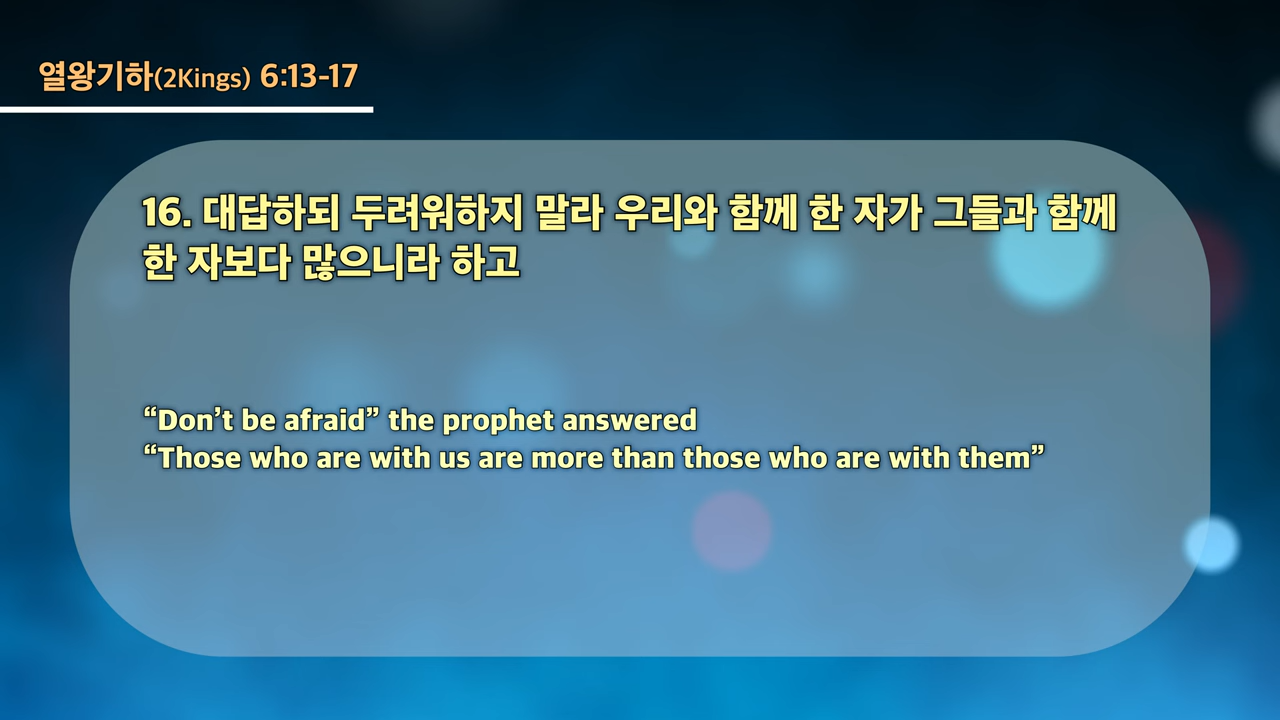 열왕기하(2Kings) 6:13-17
16. 대답하되 두려워하지 말라 우리와 함께 한 자가 그들과 함께
한 자보다 많으니라 하고
“Don’t be afraid” the prophet answered
“Those who are with us are more than those who are with them”